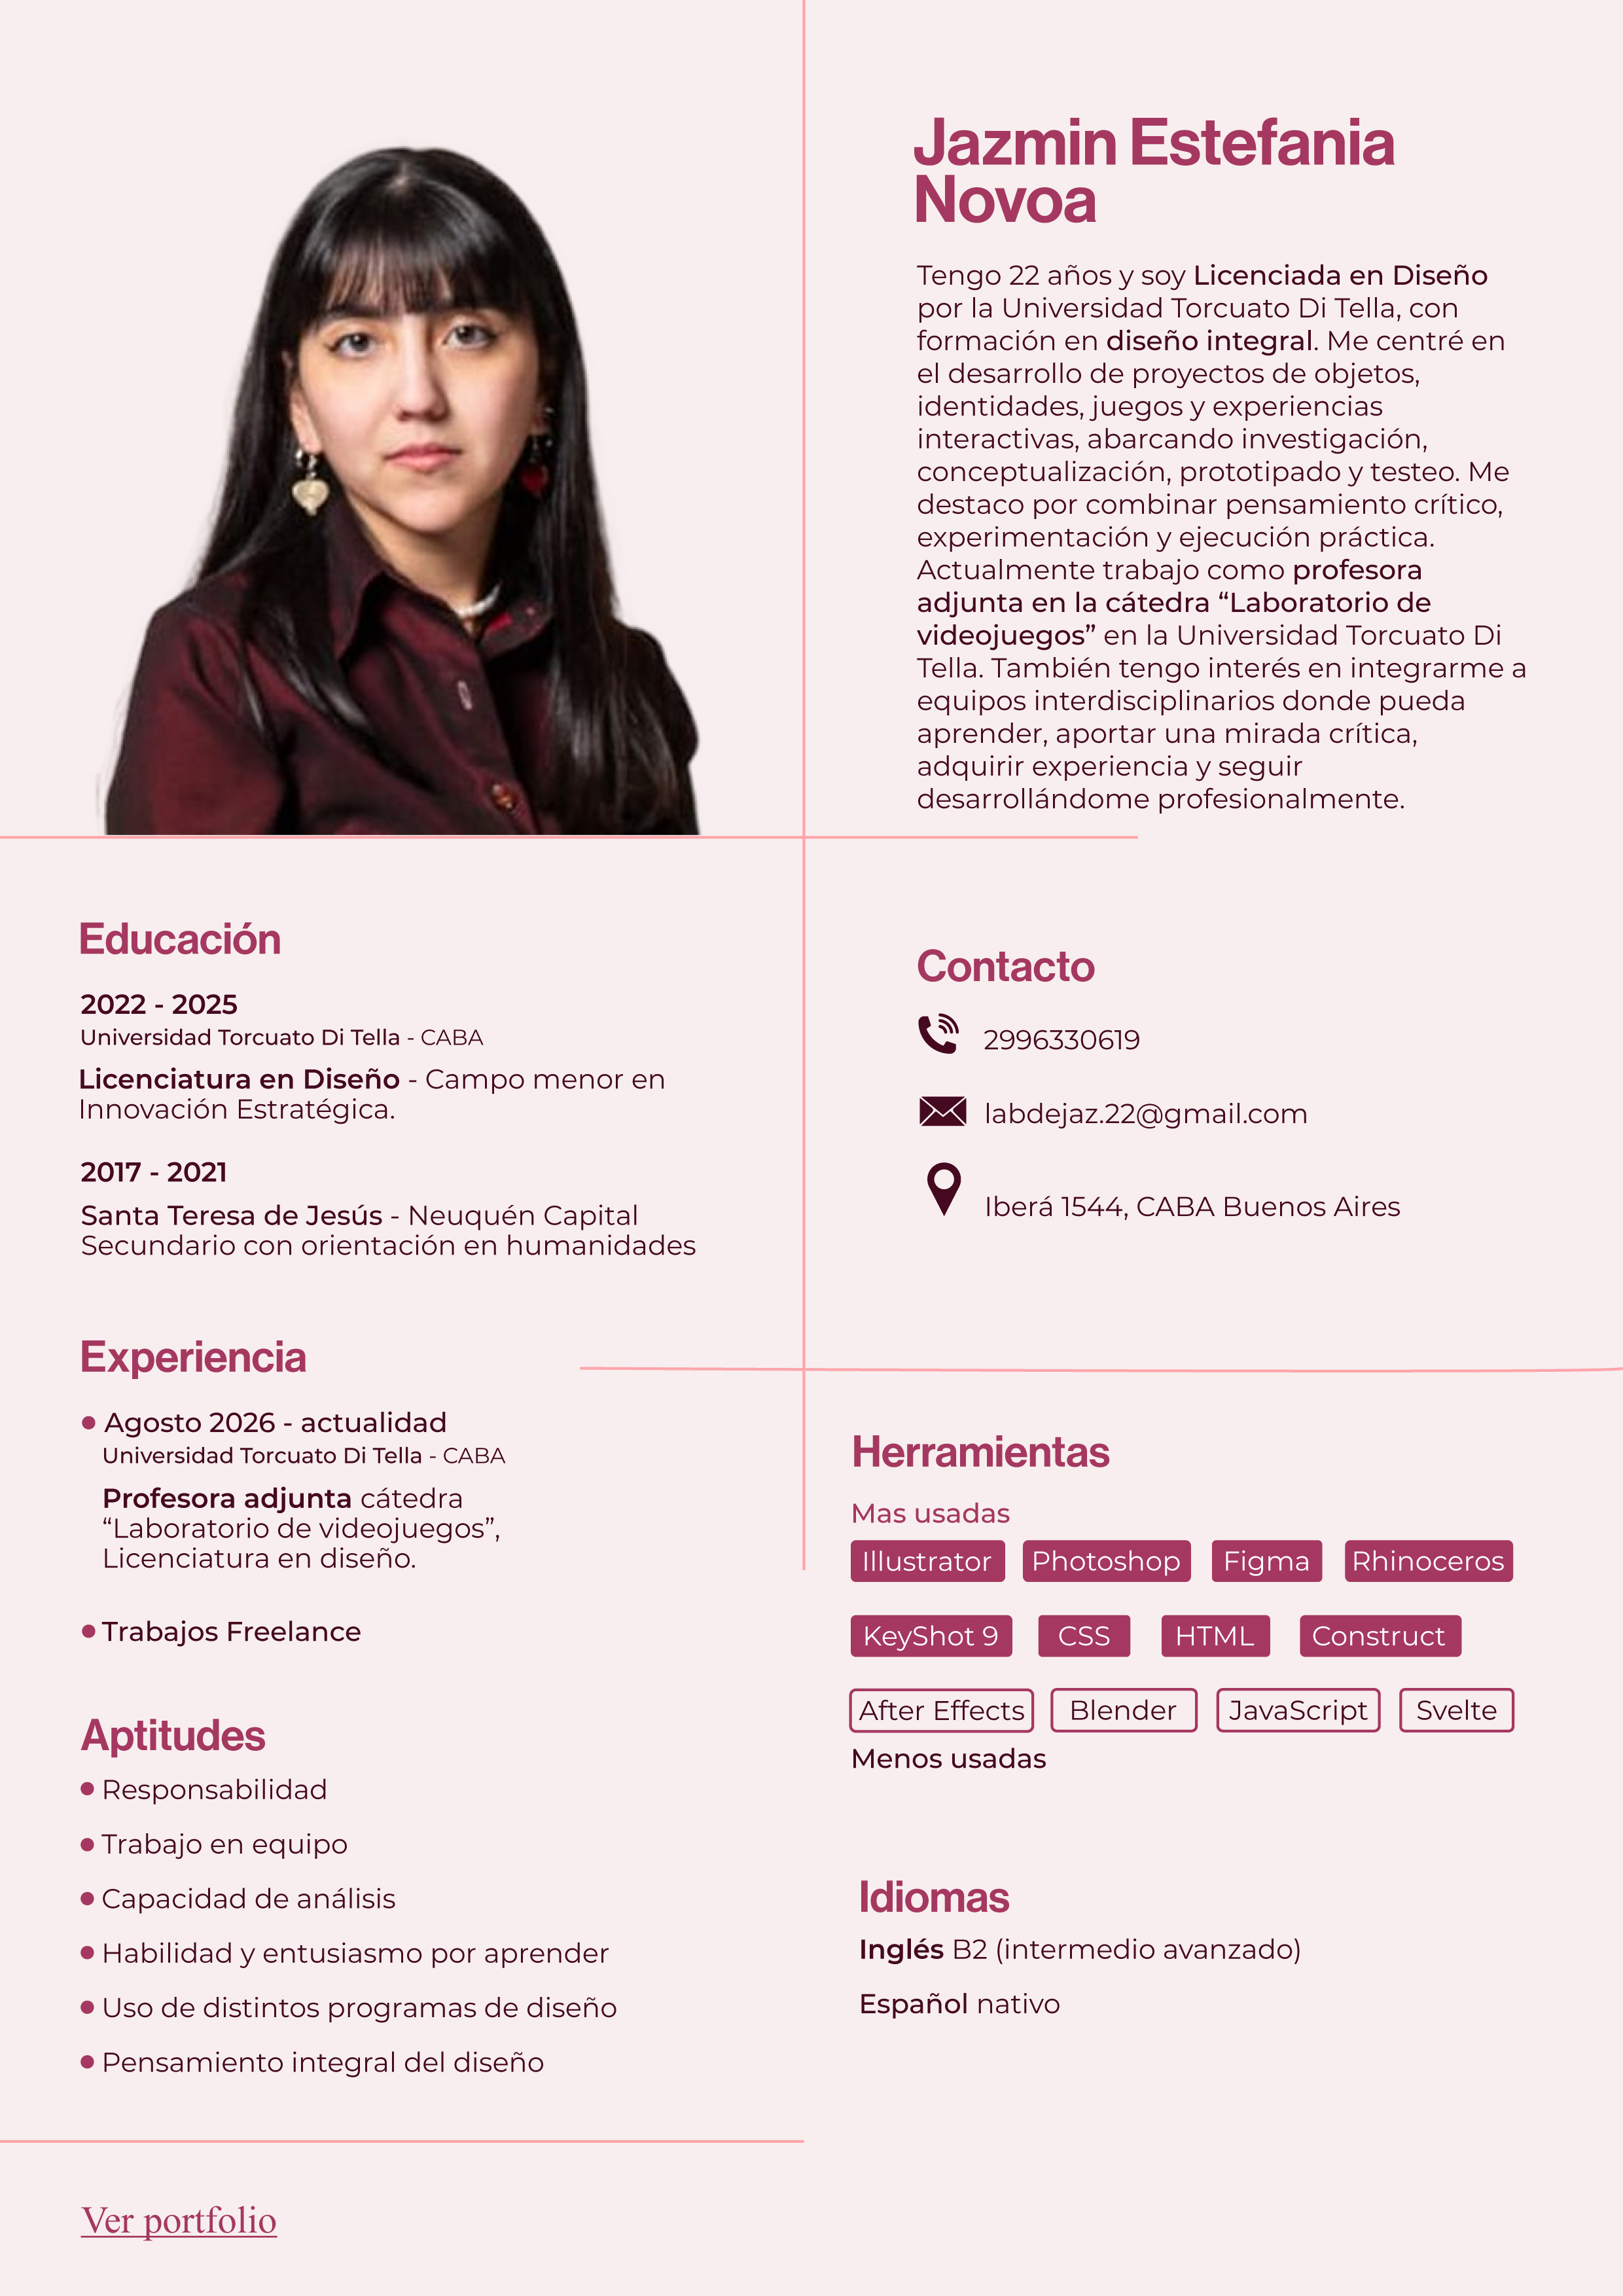 Jazmin Estefania
Novoa
Tengo 22 años y soy Licenciada en Diseño
por la Universidad Torcuato Di Tella, con
formación en diseño integral. Me centré en
el desarrollo de proyectos de objetos,
identidades, juegos y experiencias
interactivas, abarcando investigación,
conceptualización, prototipado y testeo. Me
destaco por combinar pensamiento crítico,
experimentación y ejecución práctica.
Actualmente trabajo como profesora
adjunta en la cátedra “Laboratorio de
videojuegos” en la Universidad Torcuato Di
Tella. También tengo interés en integrarme a
equipos interdisciplinarios donde pueda
aprender, aportar una mirada crítica,
adquirir experiencia y seguir
desarrollándome profesionalmente.
Educación
2022 - 2025
Universidad Torcuato Di Tella - CABA
Licenciatura en Diseño - Campo menor en
Innovación Estratégica.
2017 - 2021
Santa Teresa de Jesús - Neuquén Capital
Secundario con orientación en humanidades
Contacto
2996330619
labdejaz.22@gmail.com
Iberá 1544, CABA Buenos Aires
Experiencia
Agosto 2026 - actualidad
Universidad Torcuato Di Tella - CABA
Profesora adjunta cátedra
“Laboratorio de videojuegos”,
Licenciatura en diseño.
Trabajos Freelance
Herramientas
Mas usadas
Illustrator Photoshop Figma Rhinoceros
KeyShot 9 CSS HTML Construct
After Effects Blender JavaScript Svelte
Menos usadas
Aptitudes
Responsabilidad
Trabajo en equipo
Capacidad de análisis
Habilidad y entusiasmo por aprender
Uso de distintos programas de diseño
Pensamiento integral del diseño
Idiomas
Inglés B2 (intermedio avanzado)
Español nativo
Ver portfolio